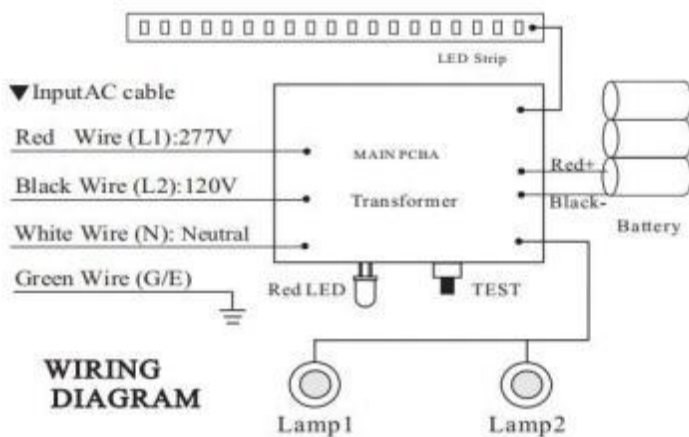 LED Strip
▼InputAC cable
Red Wire (L1):277V
Black Wire (L2):120V
White Wire (N): Neutral
Green Wire (G/E)
MAIN PCBA
Transformer
Red+
Black-
Battery
Red LED
TEST
WIRING
DIAGRAM
Lamp1
Lamp2